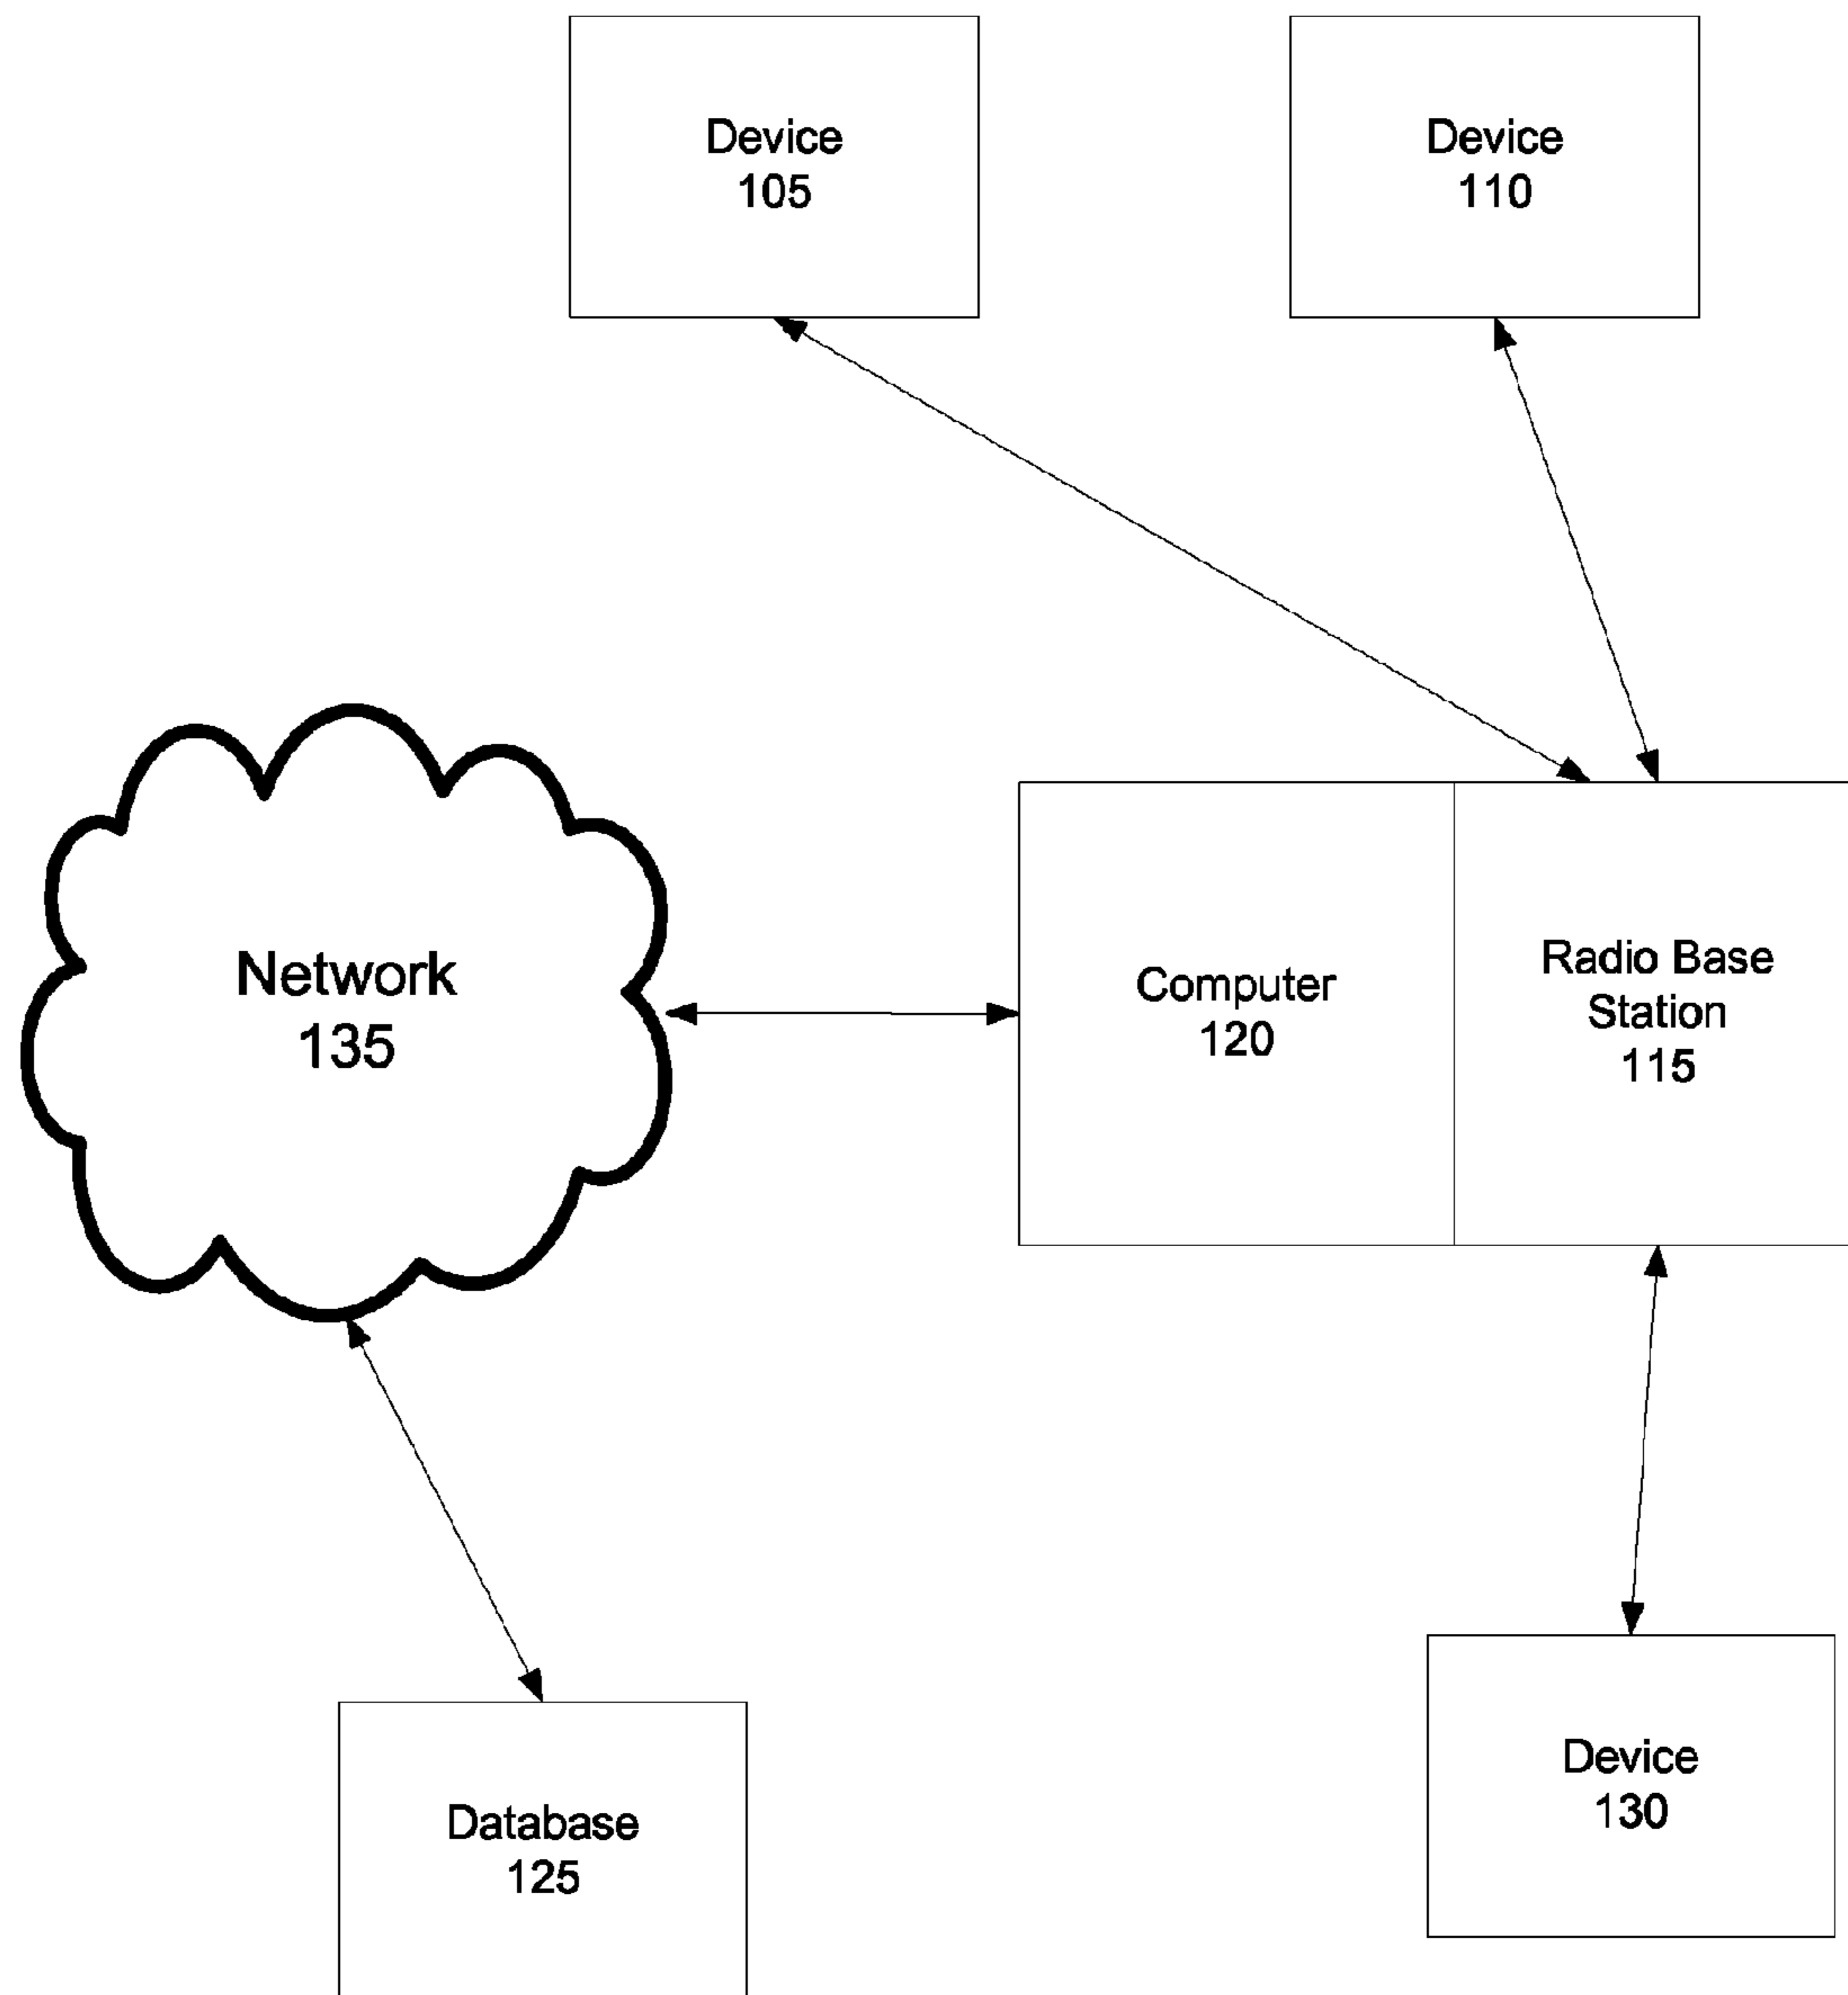 Device
105
Device
110
Network
135
Computer
120
Radio Base
Station
115
Database
125
Device
130